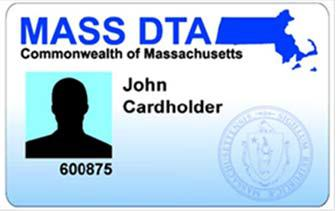 MASS DTA
Commonwealth of Massachusetts
John
Cardholder
600875